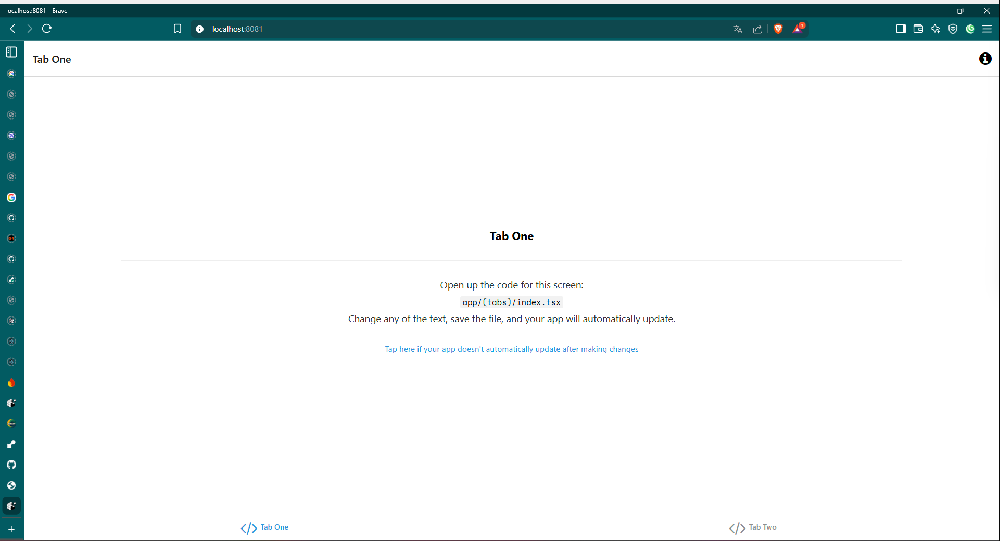 localhost:8081 - Brave
localhost:8081
1
Tab One
Tab One
Open up the code for this screen:
app/(tabs)/index.tsx
Change any of the text, save the file, and your app will automatically update.
Tap here if your app doesn't automatically update after making changes
Tab One
Tab Two